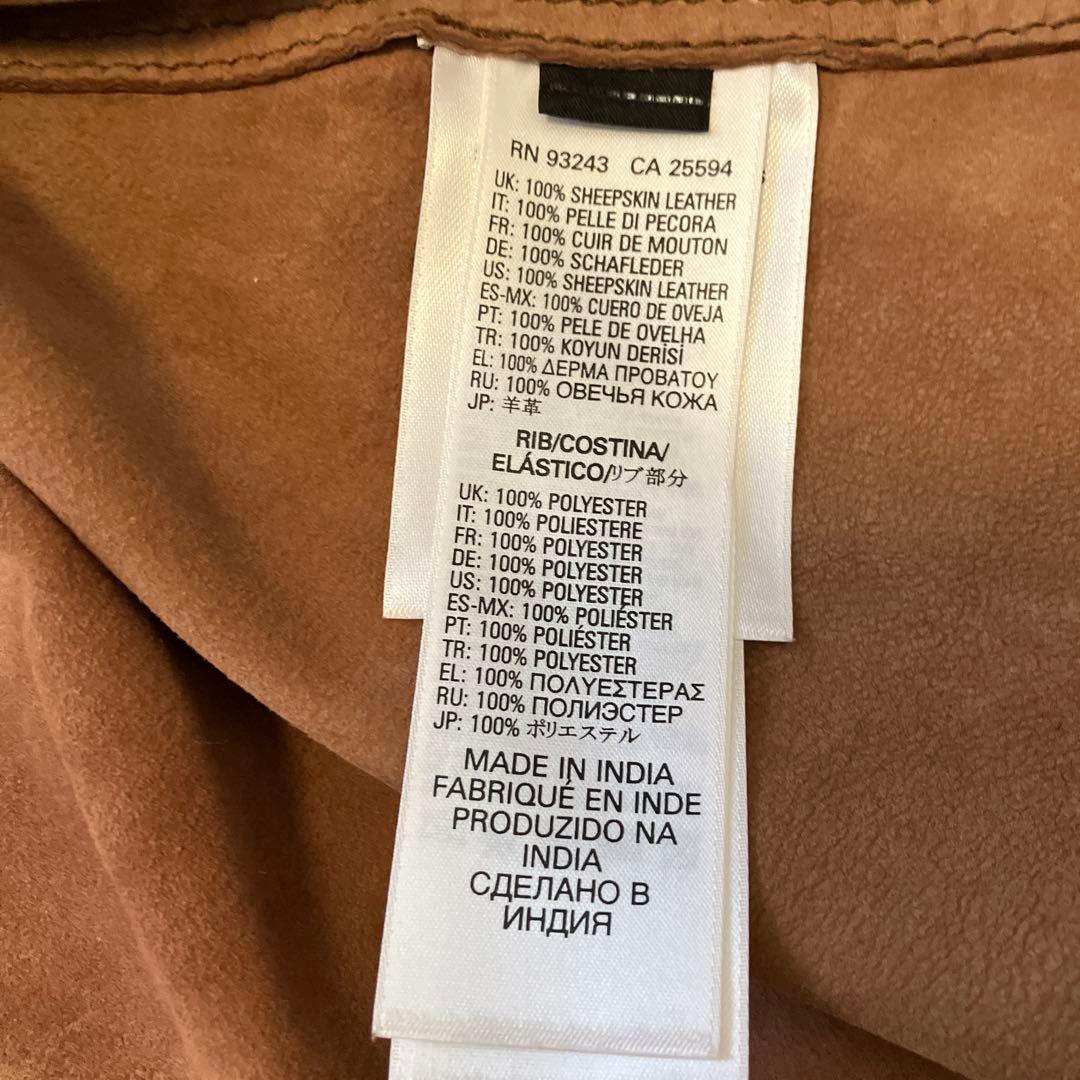 RN 93243 CA 25594
UK: 100% SHEEPSKIN LEATHER
IT: 100% PELLE DI PECORA
FR: 100% CUIR DE MOUTON
DE: 100% SCHAFLEDER
US: 100% SHEEPSKIN LEATHER
ES-MX: 100% CUERO DE OVEJA
PT: 100% PELE DE OVELHA
TR: 100% KOYUN DERİSİ
EL: 100% ΔΕΡΜΑ ΠΡΟΒΑΤΟΥ
RU: 100% ОВЕЧЬЯ КОЖА
JP: 羊革
RIB/COSTINA/
ELÁSTICO/リブ部分
UK: 100% POLYESTER
IT: 100% POLIESTERE
FR: 100% POLYESTER
DE: 100% POLYESTER
US: 100% POLYESTER
ES-MX: 100% POLIÉSTER
PT: 100% POLIÉSTER
TR: 100% POLYESTER
EL: 100% ΠΟΛΥΕΣΤΕΡΑΣ
RU: 100% ПОЛИЭСТЕР
JP: 100% ポリエステル
MADE IN INDIA
FABRIQUÉ EN INDE
PRODUZIDO NA
INDIA
СДЕЛАНО В
ИНДИЯ